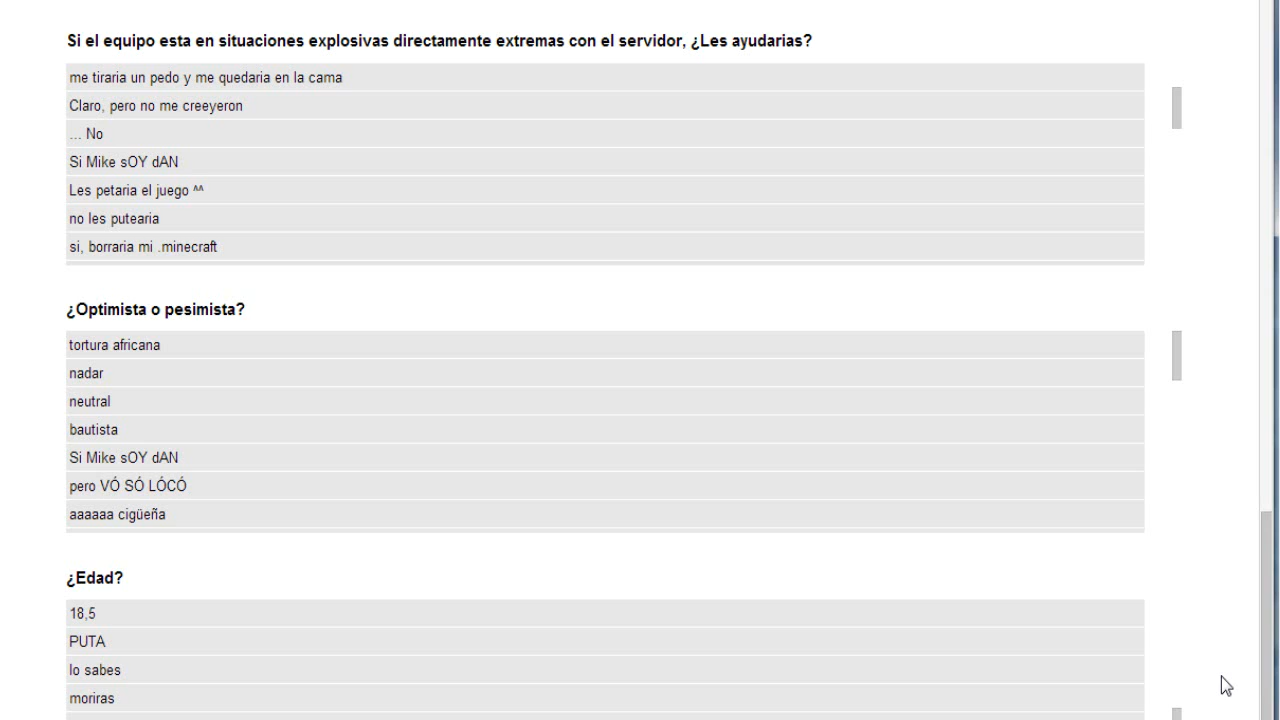 Si el equipo esta en situaciones explosivas directamente extremas con el servidor, ¿Les ayudarias?
me tiraria un pedo y me quedaria en la cama
Claro, pero no me creeyeron
... No
Si Mike sOY dAN
Les petaria el juego ^^
no les putearia
si, borraria mi .minecraft
¿Optimista o pesimista?
tortura africana
nadar
neutral
bautista
Si Mike sOY dAN
pero VÓ SÓ LÓCÓ
aaaaaa cigüeña
¿Edad?
18,5
PUTA
lo sabes
moriras